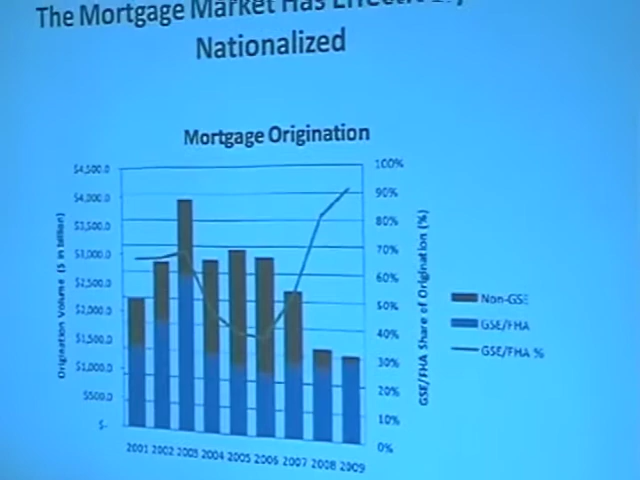 The Mortgage Market Has
Nationalized
Mortgage Origination
$4,500.0
$4,000.0
$3,500.0
$3,000.0
$2,500.0
$2,000.0
$1,500.0
$1,000.0
$500.0
$-
Origination Volume ($ in billion)
100%
90%
80%
70%
60%
50%
40%
30%
20%
10%
0%
GSE/FHA Share of Origination (%)
2001 2002 2003 2004 2005 2006 2007 2008 2009
Non-GSE
GSE/FHA
GSE/FHA %